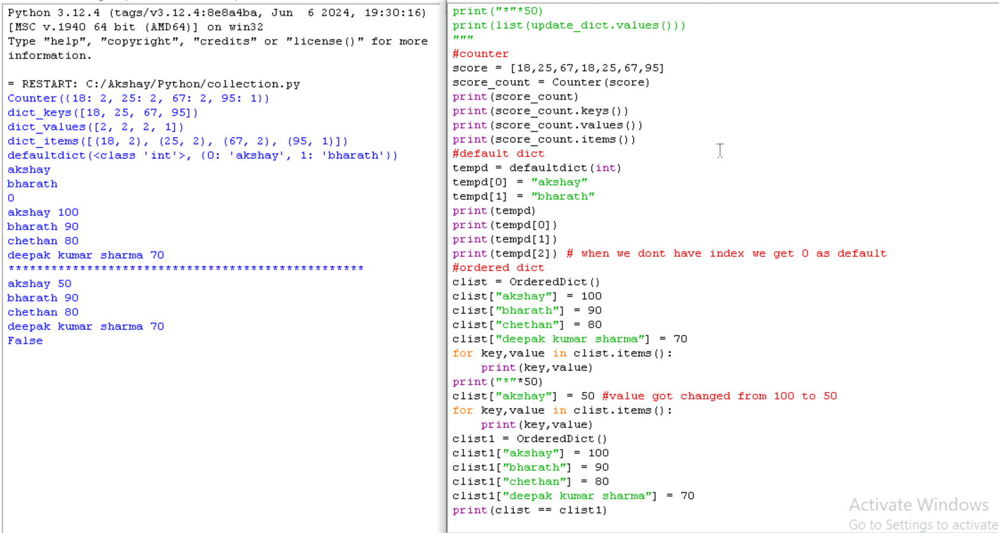 Python 3.12.4 (tags/v3.12.4:8e8a4ba, Jun  6 2024, 19:30:16)
[MSC v.1940 64 bit (AMD64)] on win32
Type "help", "copyright", "credits" or "license()" for more
information.
= RESTART: C:/Akshay/Python/collection.py
Counter({18: 2, 25: 2, 67: 2, 95: 1})
dict_keys([18, 25, 67, 95])
dict_values([2, 2, 2, 1])
dict_items([(18, 2), (25, 2), (67, 2), (95, 1)])
defaultdict(<class 'int'>, {0: 'akshay', 1: 'bharath'})
akshay
bharath
0
akshay 100
bharath 90
chethan 80
deepak kumar sharma 70
**************************************************
akshay 50
bharath 90
chethan 80
deepak kumar sharma 70
False
print("*"*50)
print(list(update_dict.values()))
"""
#counter
score = [18,25,67,18,25,67,95]
score_count = Counter(score)
print(score_count)
print(score_count.keys())
print(score_count.values())
print(score_count.items())
#default dict
tempd = defaultdict(int)
tempd[0] = "akshay"
tempd[1] = "bharath"
print(tempd)
print(tempd[0])
print(tempd[1])
print(tempd[2]) # when we dont have index we get 0 as default
#ordered dict
clist = OrderedDict()
clist["akshay"] = 100
clist["bharath"] = 90
clist["chethan"] = 80
clist["deepak kumar sharma"] = 70
for key,value in clist.items():
    print(key,value)
print("*"*50)
clist["akshay"] = 50 #value got changed from 100 to 50
for key,value in clist.items():
    print(key,value)
clist1 = OrderedDict()
clist1["akshay"] = 100
clist1["bharath"] = 90
clist1["chethan"] = 80
clist1["deepak kumar sharma"] = 70
print(clist == clist1)
Activate Windows
Go to Settings to activate